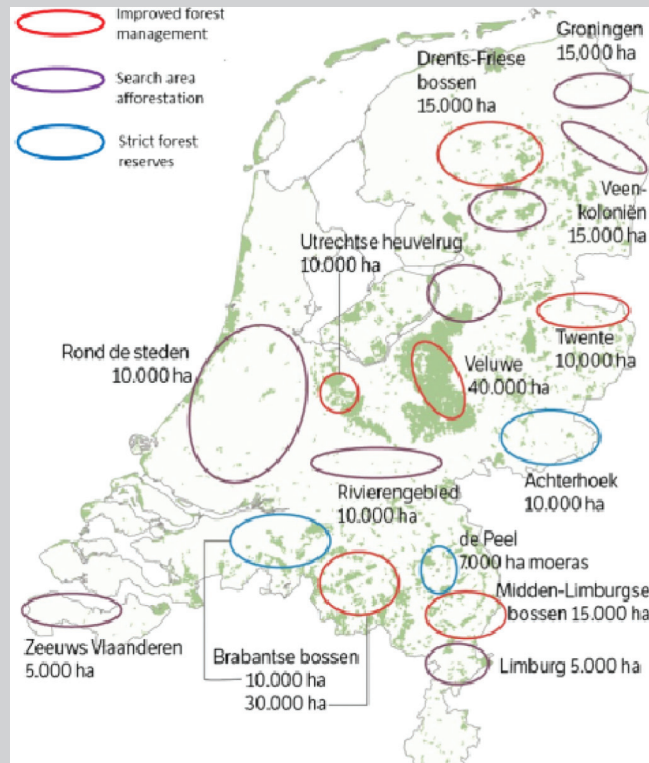 Improved forest
management
Search area
afforestation
Strict forest
reserves
Groningen
15,000 ha
Drents-Friese
bossen
15.000 ha
Veen-
koloniën
15.000 ha
Utrechtse heuvelrug
10.000 ha
Twente
10,000 ha
Rond de steden
10.000 ha
Veluwe
40.000 ha
Achterhoek
10.000 ha
Rivierengebied
10.000 ha
de Peel
7.000 ha moeras
Midden-Limburgse
bossen 15.000 ha
Zeeuws Vlaanderen
5.000 ha
Brabantse bossen
10.000 ha
30.000 ha
Limburg 5.000 ha